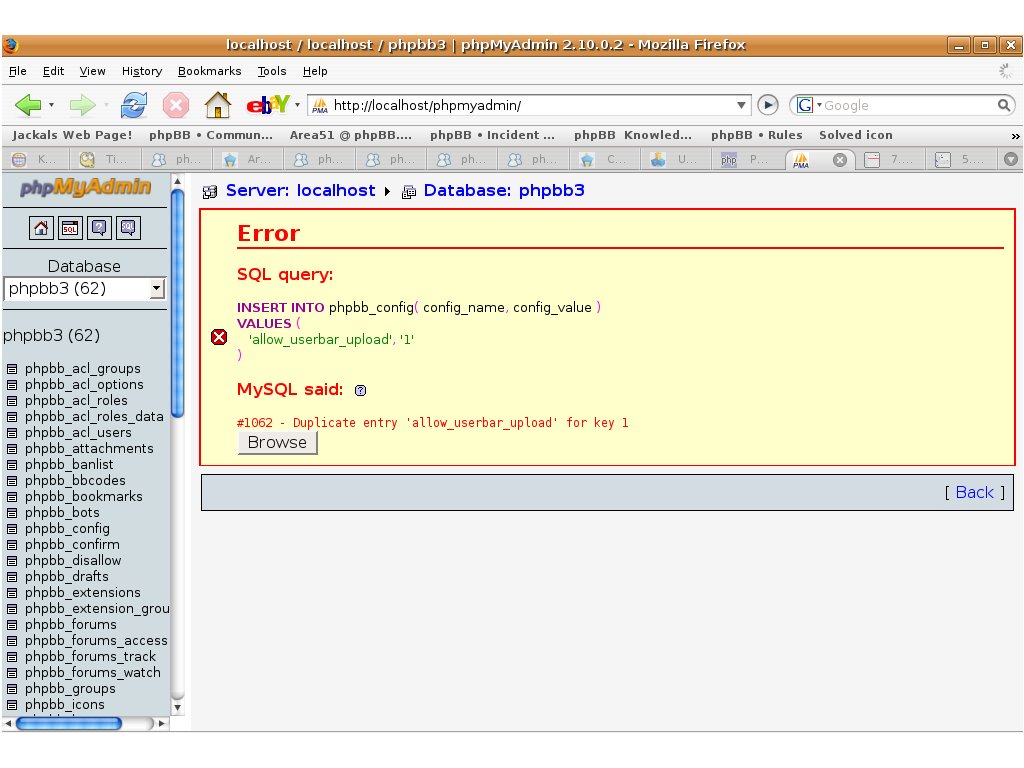 localhost / localhost / phpbb3 | phpMyAdmin 2.10.0.2 - Mozilla Firefox
File Edit View History Bookmarks Tools Help
ebY PMA http://localhost/phpmyadmin/ G Google
Jackals Web Page! phpBB • Commun... Area51 @ phpBB.... phpBB • Incident ... phpBB Knowled... phpBB • Rules Solved icon »
K... Ti... ph... Ar... ph... ph... ph... ph... C... U... php P... PMA 7.... 5....
phpMyAdmin
SQL
Database
phpbb3 (62)
phpbb3 (62)
phpbb_acl_groups
phpbb_acl_options
phpbb_acl_roles
phpbb_acl_roles_data
phpbb_acl_users
phpbb_attachments
phpbb_banlist
phpbb_bbcodes
phpbb_bookmarks
phpbb_bots
phpbb_config
phpbb_confirm
phpbb_disallow
phpbb_drafts
phpbb_extensions
phpbb_extension_grou
phpbb_forums
phpbb_forums_access
phpbb_forums_track
phpbb_forums_watch
phpbb_groups
phpbb_icons
Server: localhost Database: phpbb3
Error
SQL query:
INSERT INTO phpbb_config( config_name, config_value )
VALUES (
'allow_userbar_upload', '1'
)
MySQL said:
#1062 - Duplicate entry 'allow_userbar_upload' for key 1
Browse
[ Back ]